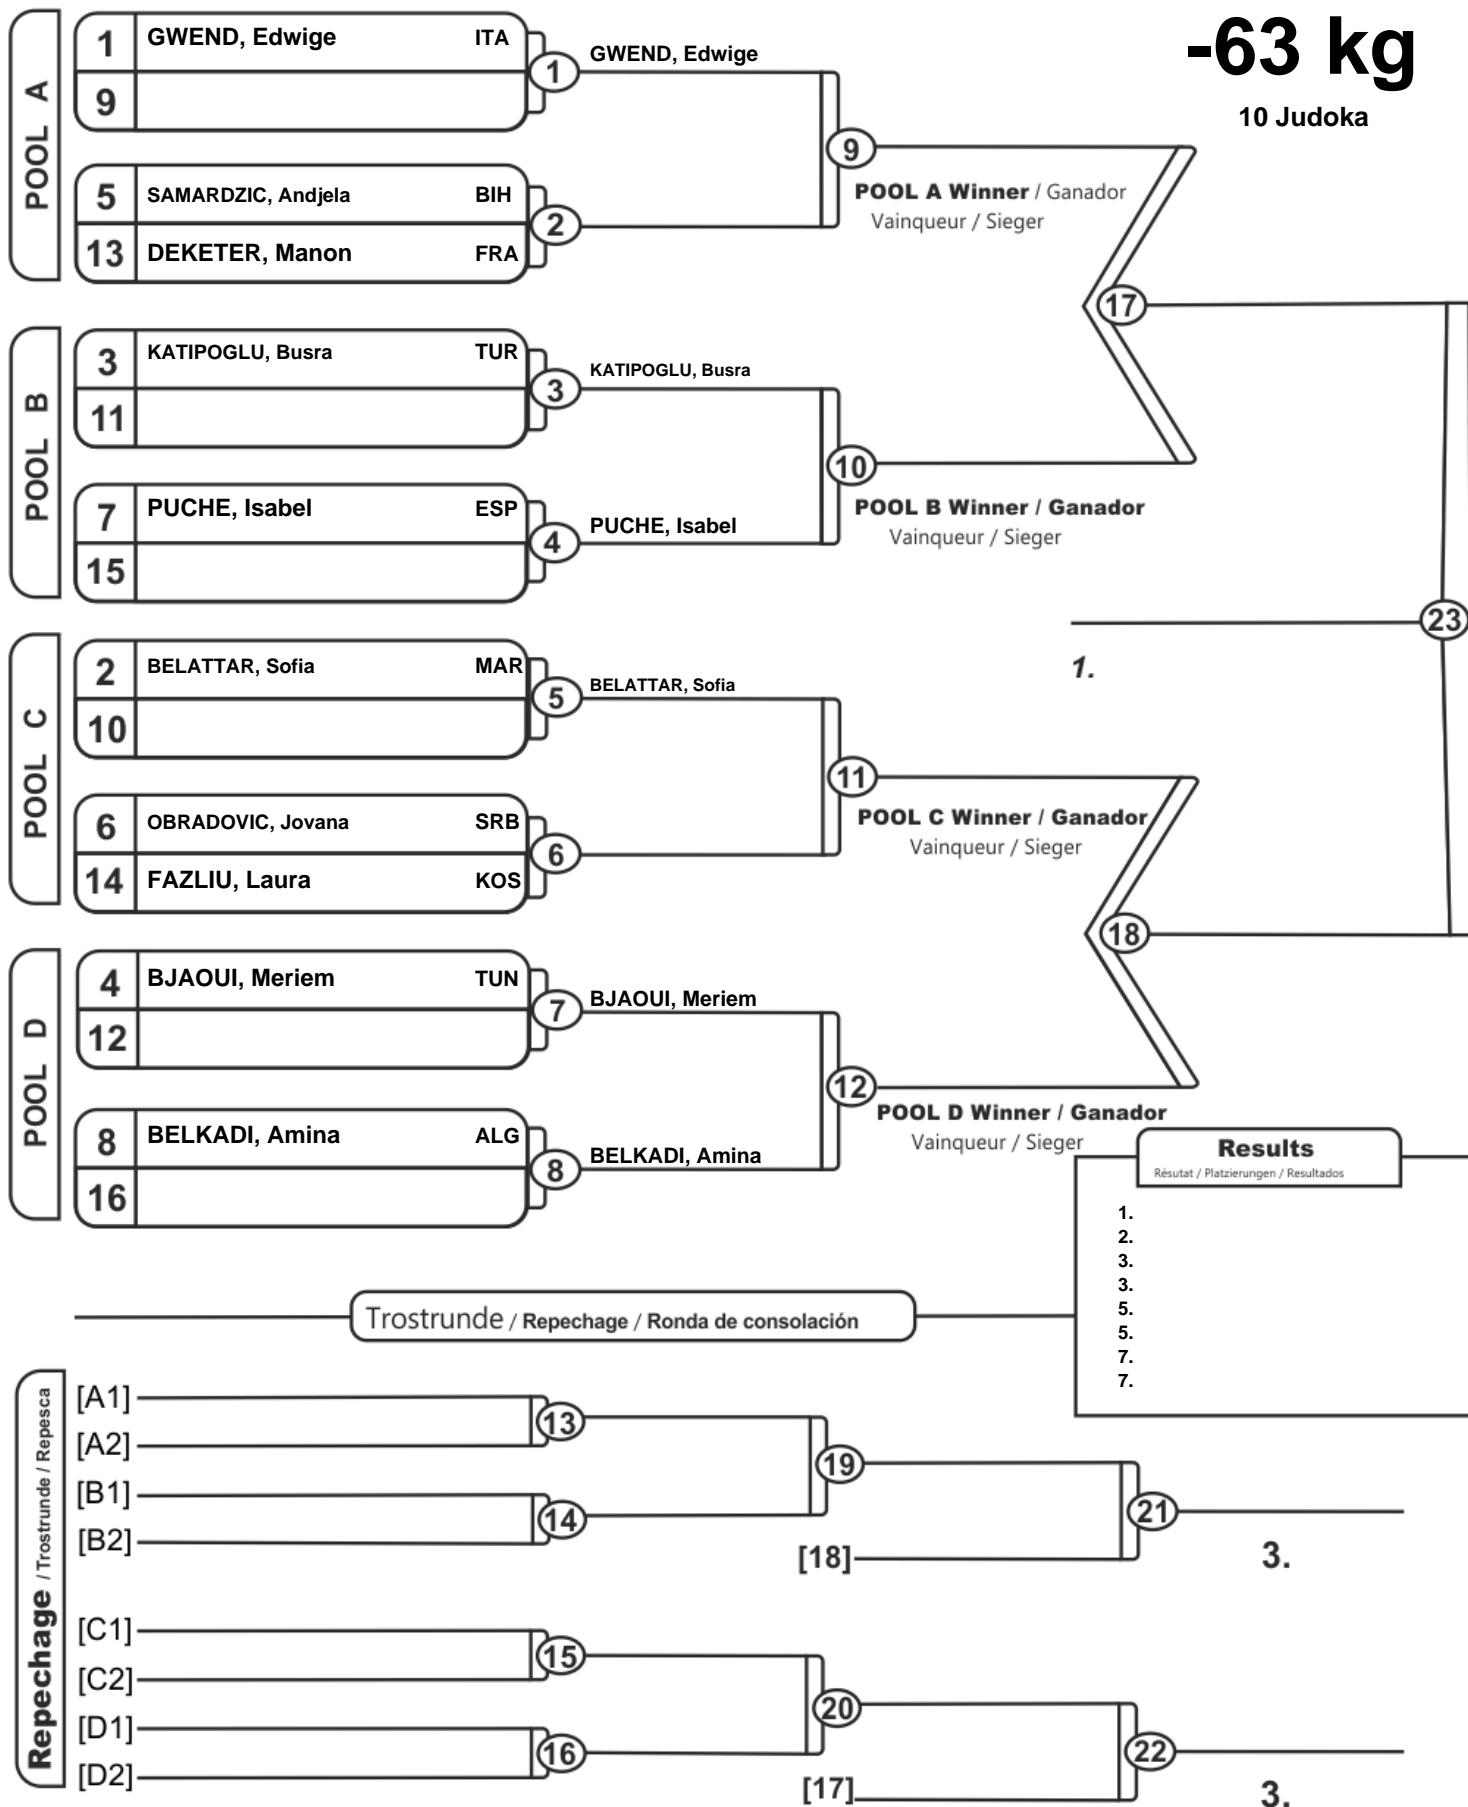 -63 kg
10 Judoka
POOL A
1 GWEND, Edwige ITA
9
1
GWEND, Edwige
5 SAMARDZIC, Andjela BIH
13 DEKETER, Manon FRA
2
9
POOL A Winner / Ganador
Vainqueur / Sieger
17
POOL B
3 KATIPOGLU, Busra TUR
11
3
KATIPOGLU, Busra
7 PUCHE, Isabel ESP
15
4
PUCHE, Isabel
10
POOL B Winner / Ganador
Vainqueur / Sieger
23
1.
POOL C
2 BELATTAR, Sofia MAR
10
5
BELATTAR, Sofia
6 OBRADOVIC, Jovana SRB
14 FAZLIU, Laura KOS
6
11
POOL C Winner / Ganador
Vainqueur / Sieger
18
POOL D
4 BJAOUI, Meriem TUN
12
7
BJAOUI, Meriem
8 BELKADI, Amina ALG
16
8
BELKADI, Amina
12
POOL D Winner / Ganador
Vainqueur / Sieger
Results
Résutat / Platzierungen / Resultados
1.
2.
3.
3.
5.
5.
7.
7.
Trostrunde / Repechage / Ronda de consolación
Repechage / Trostrunde / Repesca
[A1]
[A2]
13
[B1]
[B2]
14
19
[18]
21
3.
[C1]
[C2]
15
[D1]
[D2]
16
20
[17]
22
3.